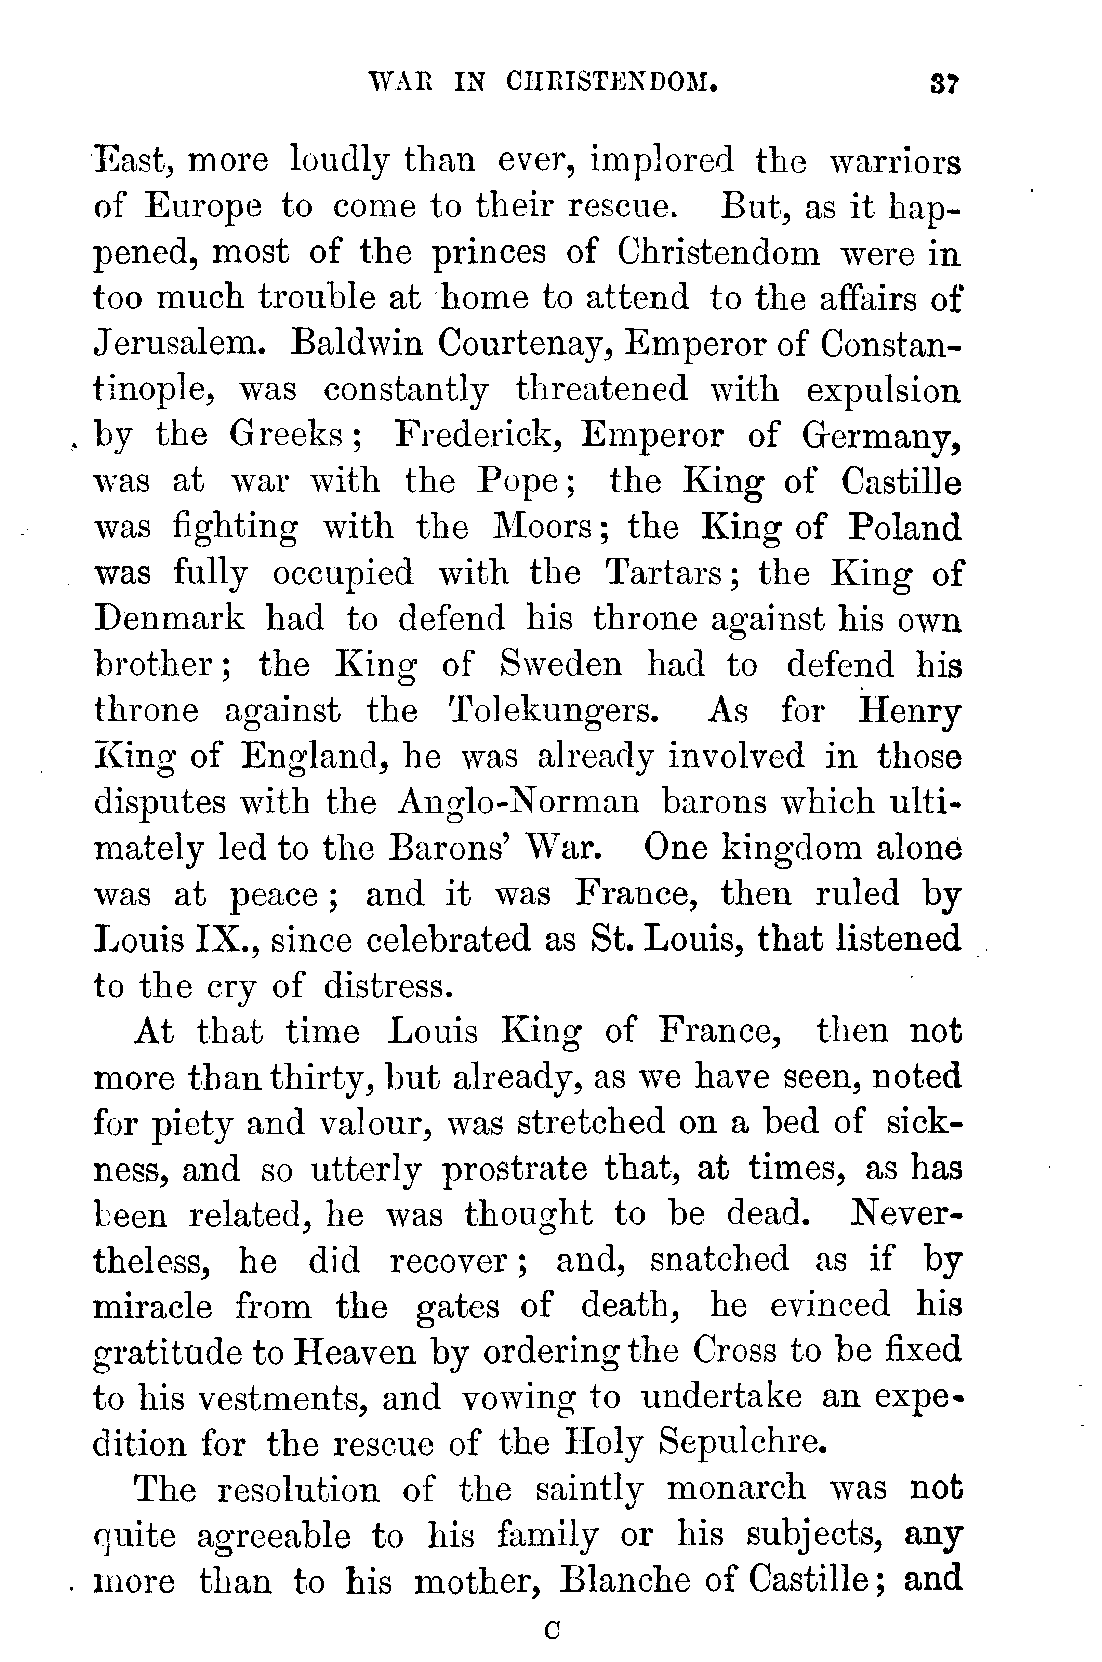 WAR IN CHRISTENDOM. 37
East, more loudly than ever, implored the warriors
of Europe to come to their rescue. But, as it hap-
pened, most of the princes of Christendom were in
too much trouble at home to attend to the affairs of
Jerusalem. Baldwin Courtenay, Emperor of Constan-
tinople, was constantly threatened with expulsion
by the Greeks; Frederick, Emperor of Germany,
was at war with the Pope; the King of Castille
was fighting with the Moors; the King of Poland
was fully occupied with the Tartars; the King of
Denmark had to defend his throne against his own
brother; the King of Sweden had to defend his
throne against the Tolekungers. As for Henry
King of England, he was already involved in those
disputes with the Anglo-Norman barons which ulti-
mately led to the Barons' War. One kingdom alone
was at peace; and it was France, then ruled by
Louis IX., since celebrated as St. Louis, that listened
to the cry of distress.
At that time Louis King of France, then not
more than thirty, but already, as we have seen, noted
for piety and valour, was stretched on a bed of sick-
ness, and so utterly prostrate that, at times, as has
been related, he was thought to be dead. Never-
theless, he did recover; and, snatched as if by
miracle from the gates of death, he evinced his
gratitude to Heaven by ordering the Cross to be fixed
to his vestments, and vowing to undertake an expe-
dition for the rescue of the Holy Sepulchre.
The resolution of the saintly monarch was not
quite agreeable to his family or his subjects, any
more than to his mother, Blanche of Castille; and
C